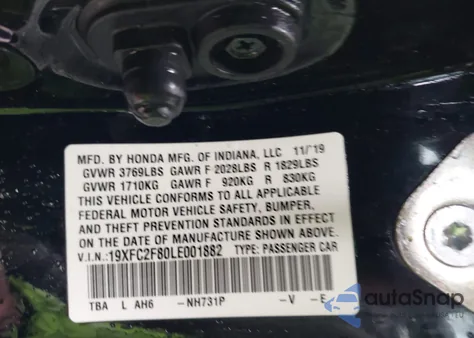 MFD. BY HONDA MFG. OF INDIANA, LLC 11/19
GVWR 3769LBS GAWR F 2028LBS R 1829LBS
GVWR 1710KG GAWR F 920KG R 830KG
THIS VEHICLE CONFORMS TO ALL APPLICABLE
FEDERAL MOTOR VEHICLE SAFETY, BUMPER,
AND THEFT PREVENTION STANDARDS IN EFFECT
ON THE DATE OF MANUFACTURE SHOWN ABOVE.
V.I.N.:19XFC2F80LE001882 TYPE: PASSENGER CAR
TBA L AH6 -NH731P -V -E
autoSnap